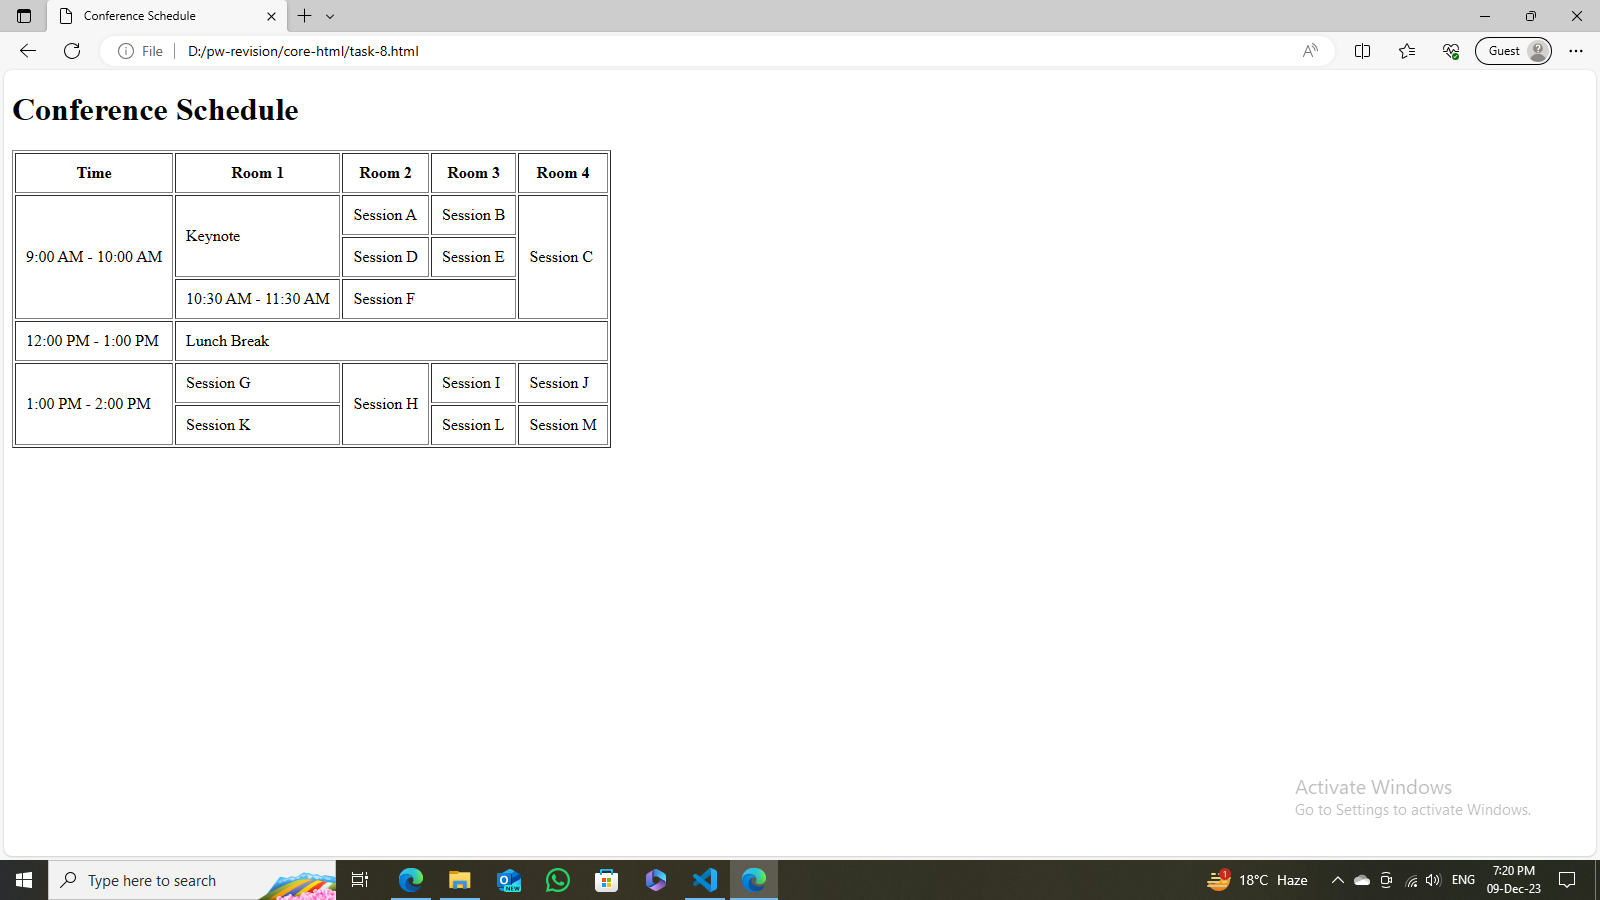 Conference Schedule
File D:/pw-revision/core-html/task-8.html
Guest
Conference Schedule
Time Room 1 Room 2 Room 3 Room 4
9:00 AM - 10:00 AM Keynote Session A Session B Session C
Session D Session E
10:30 AM - 11:30 AM Session F
12:00 PM - 1:00 PM Lunch Break
1:00 PM - 2:00 PM Session G Session H Session I Session J
Session K Session L Session M
Activate Windows
Go to Settings to activate Windows.
Type here to search
NEW
1
18°C Haze
ENG
7:20 PM
09-Dec-23